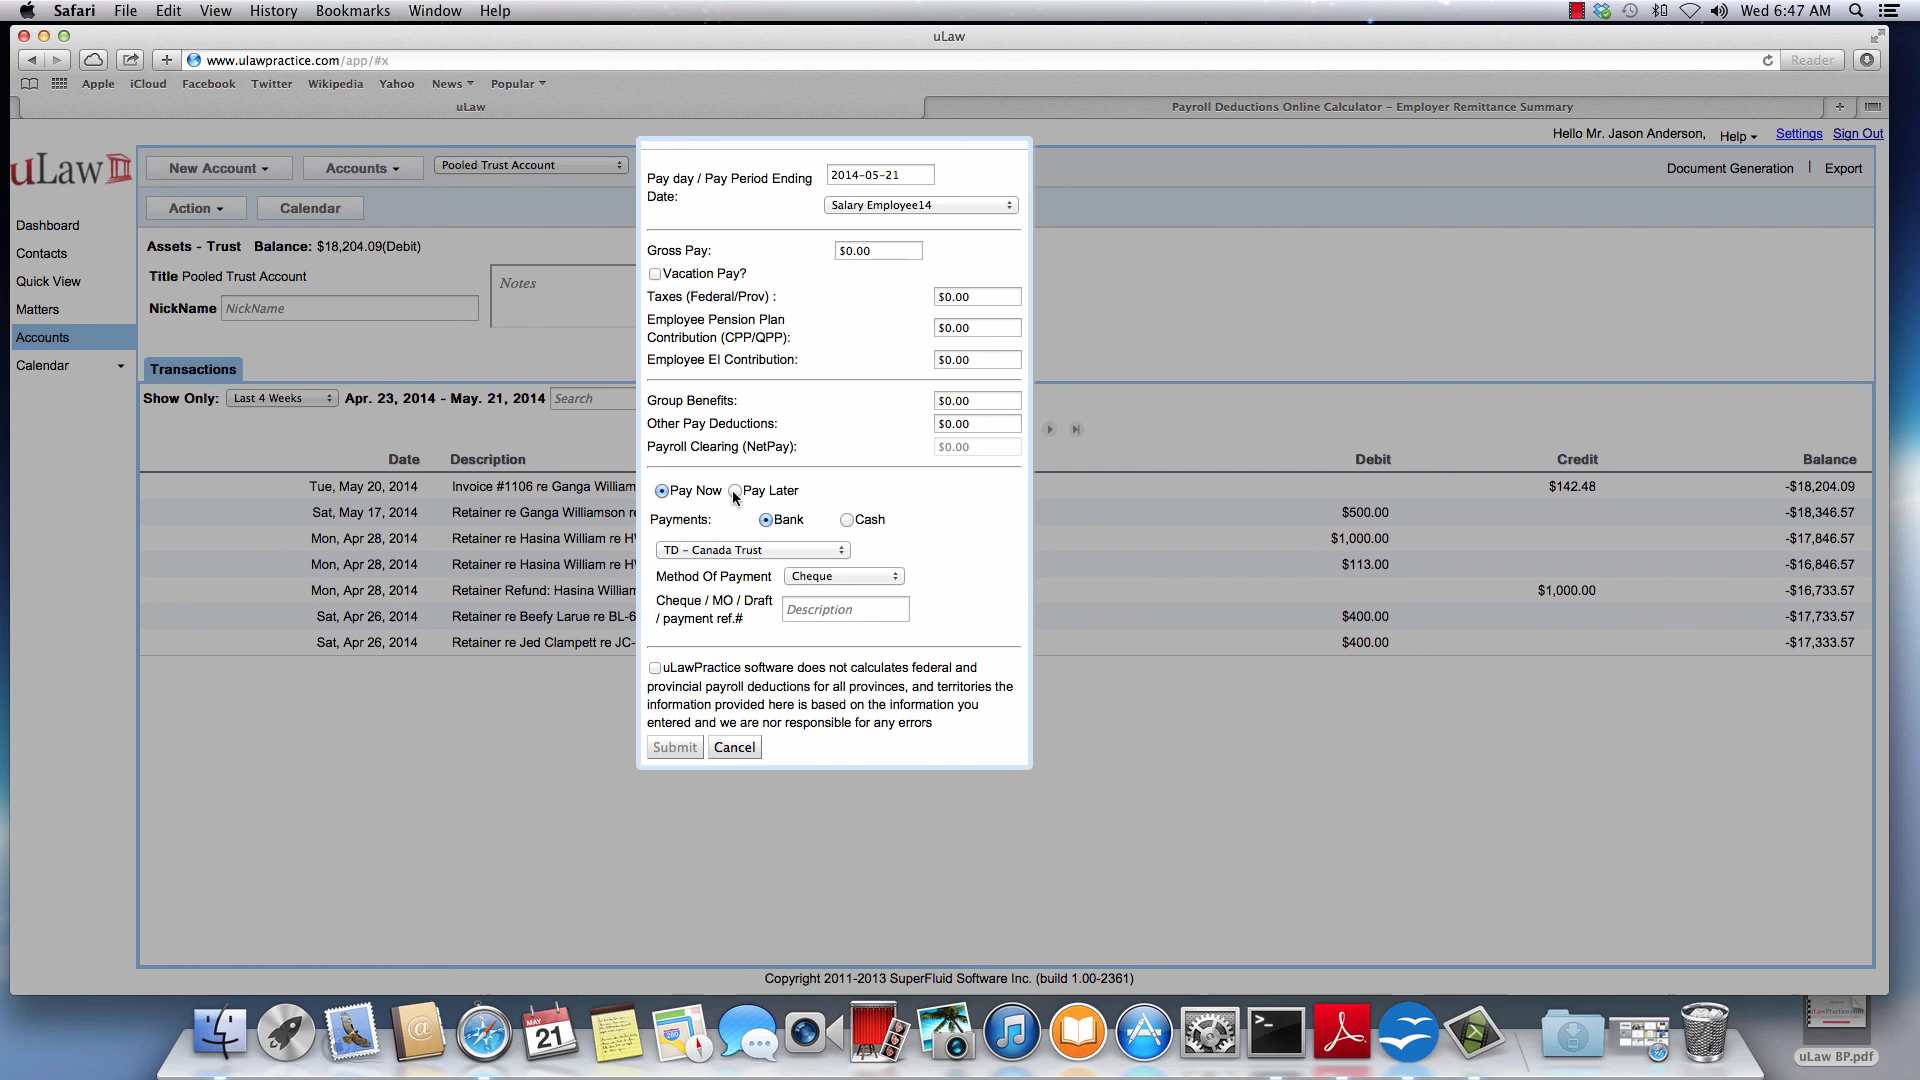 Safari File Edit View History Bookmarks Window Help
Wed 6:47 AM
uLaw
www.ulawpractice.com/app/#x
Reader
Apple iCloud Facebook Twitter Wikipedia Yahoo News Popular
uLaw
Payroll Deductions Online Calculator – Employer Remittance Summary
Hello Mr. Jason Anderson, Help Settings Sign Out
uLaw
New Account Accounts Pooled Trust Account
Document Generation | Export
Action Calendar
Dashboard
Contacts
Quick View
Matters
Accounts
Calendar
Assets - Trust Balance: $18,204.09(Debit)
Title Pooled Trust Account
Notes
NickName NickName
Transactions
Show Only: Last 4 Weeks Apr. 23, 2014 - May. 21, 2014 Search
Date Description Debit Credit Balance
Tue, May 20, 2014 Invoice #1106 re Ganga William $142.48 -$18,204.09
Sat, May 17, 2014 Retainer re Ganga Williamson r $500.00 -$18,346.57
Mon, Apr 28, 2014 Retainer re Hasina William re H $1,000.00 -$17,846.57
Mon, Apr 28, 2014 Retainer re Hasina William re H $113.00 -$16,846.57
Mon, Apr 28, 2014 Retainer Refund: Hasina William $1,000.00 -$16,733.57
Sat, Apr 26, 2014 Retainer re Beefy Larue re BL-6 $400.00 -$17,733.57
Sat, Apr 26, 2014 Retainer re Jed Clampett re JC- $400.00 -$17,333.57
Pay day / Pay Period Ending 2014-05-21
Date:
Salary Employee14
Gross Pay: $0.00
Vacation Pay?
Taxes (Federal/Prov) : $0.00
Employee Pension Plan
Contribution (CPP/QPP): $0.00
Employee EI Contribution: $0.00
Group Benefits: $0.00
Other Pay Deductions: $0.00
Payroll Clearing (NetPay): $0.00
Pay Now Pay Later
Payments: Bank Cash
TD – Canada Trust
Method Of Payment Cheque
Cheque / MO / Draft
/ payment ref.# Description
uLawPractice software does not calculates federal and
provincial payroll deductions for all provinces, and territories the
information provided here is based on the information you
entered and we are nor responsible for any errors
Submit Cancel
Copyright 2011-2013 SuperFluid Software Inc. (build 1.00-2361)
MAY
21
uLaw BP.pdf